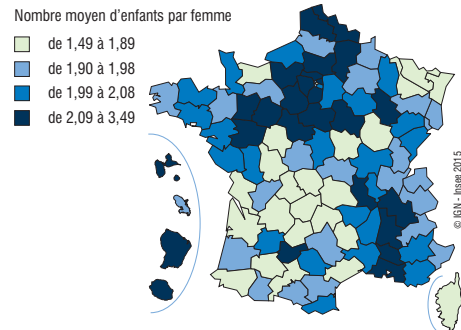 Nombre moyen d'enfants par femme
de 1,49 à 1,89
de 1,90 à 1,98
de 1,99 à 2,08
de 2,09 à 3,49
© IGN - Insee 2015